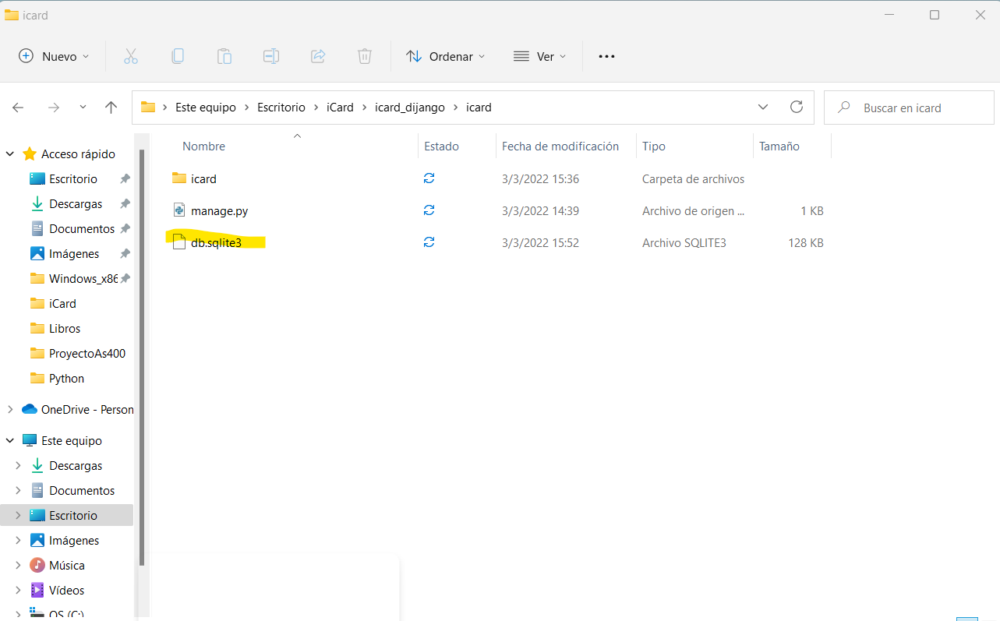 icard
Nuevo
Ordenar
Ver
Este equipo > Escritorio > iCard > icard_dijango > icard
Buscar en icard
Nombre Estado Fecha de modificación Tipo Tamaño
icard 3/3/2022 15:36 Carpeta de archivos
manage.py 3/3/2022 14:39 Archivo de origen ... 1 KB
db.sqlite3 3/3/2022 15:52 Archivo SQLITE3 128 KB
Acceso rápido
Escritorio
Descargas
Documentos
Imágenes
Windows_x86
iCard
Libros
ProyectoAs400
Python
OneDrive - Person
Este equipo
Descargas
Documentos
Escritorio
Imágenes
Música
Vídeos
OS (C:)